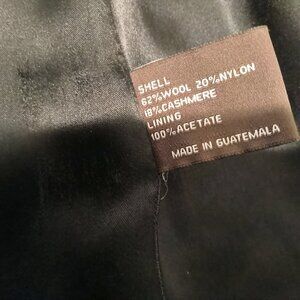 SHELL
62%WOOL 20%NYLON
18%CASHMERE
LINING
100%ACETATE
MADE IN GUATEMALA